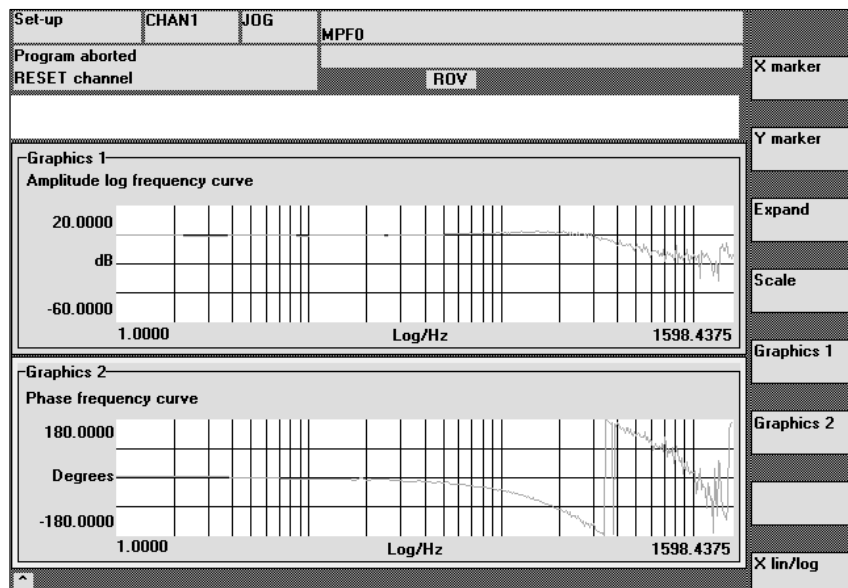 Set-up CHAN1 JOG
MPF0
Program aborted
RESET channel
ROV
X marker
Y marker
Expand
Scale
Graphics 1
Graphics 2
X lin/log
Graphics 1
Amplitude log frequency curve
20.0000
dB
-60.0000
1.0000 Log/Hz 1598.4375
Graphics 2
Phase frequency curve
180.0000
Degrees
-180.0000
1.0000 Log/Hz 1598.4375
^